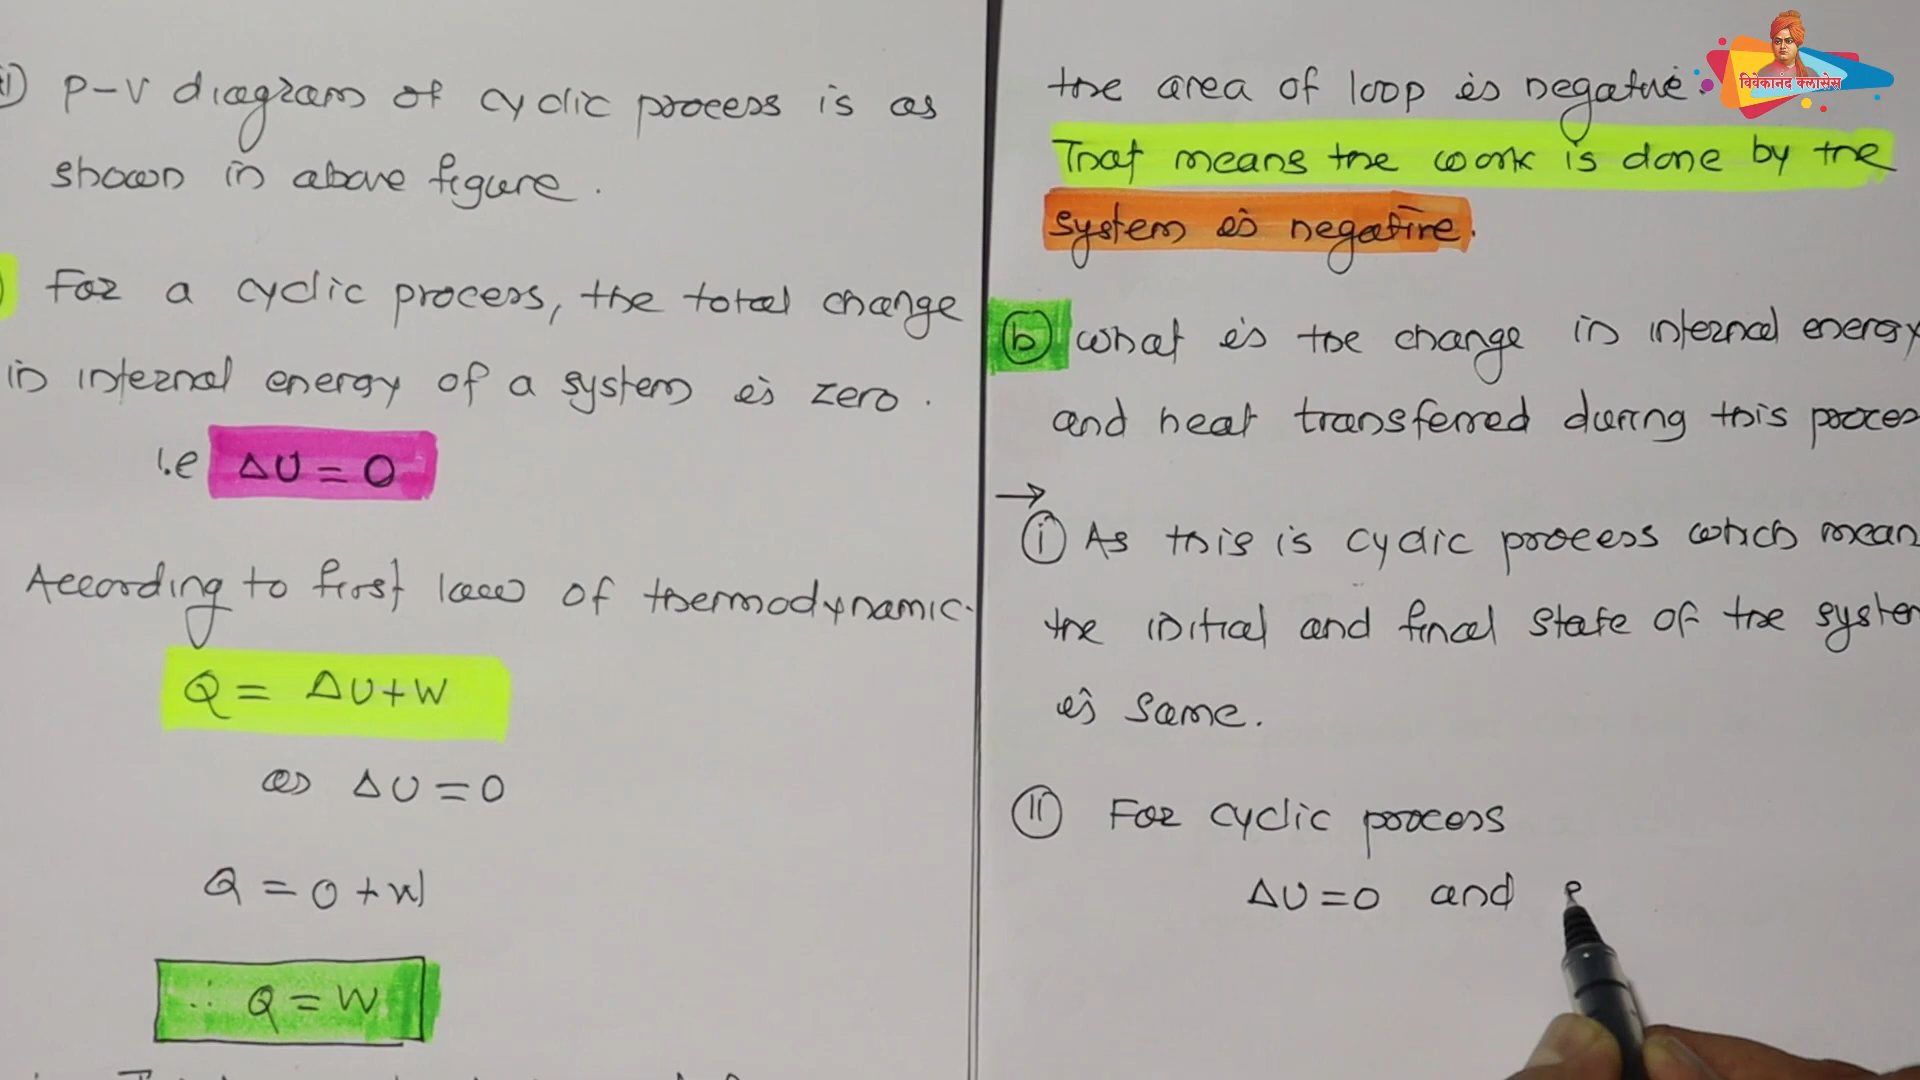 P-V diagram of cyclic process is as
shown in above figure.
For a cyclic process, the total change
in internal energy of a system is zero.
i.e ΔU = 0
According to first law of thermodynamic.
Q = ΔU + W
as ΔU = 0
Q = 0 + W
∴ Q = W
the area of loop is negative.
That means the work is done by the
system is negative.
ⓑ what is the change in internal energy
and heat transferred during this proces
→
ⓘ As this is cyclic process which mean
the initial and final state of the system
is same.
(ii) For cyclic process
ΔU = 0 and
विवेकानंद क्लासेस